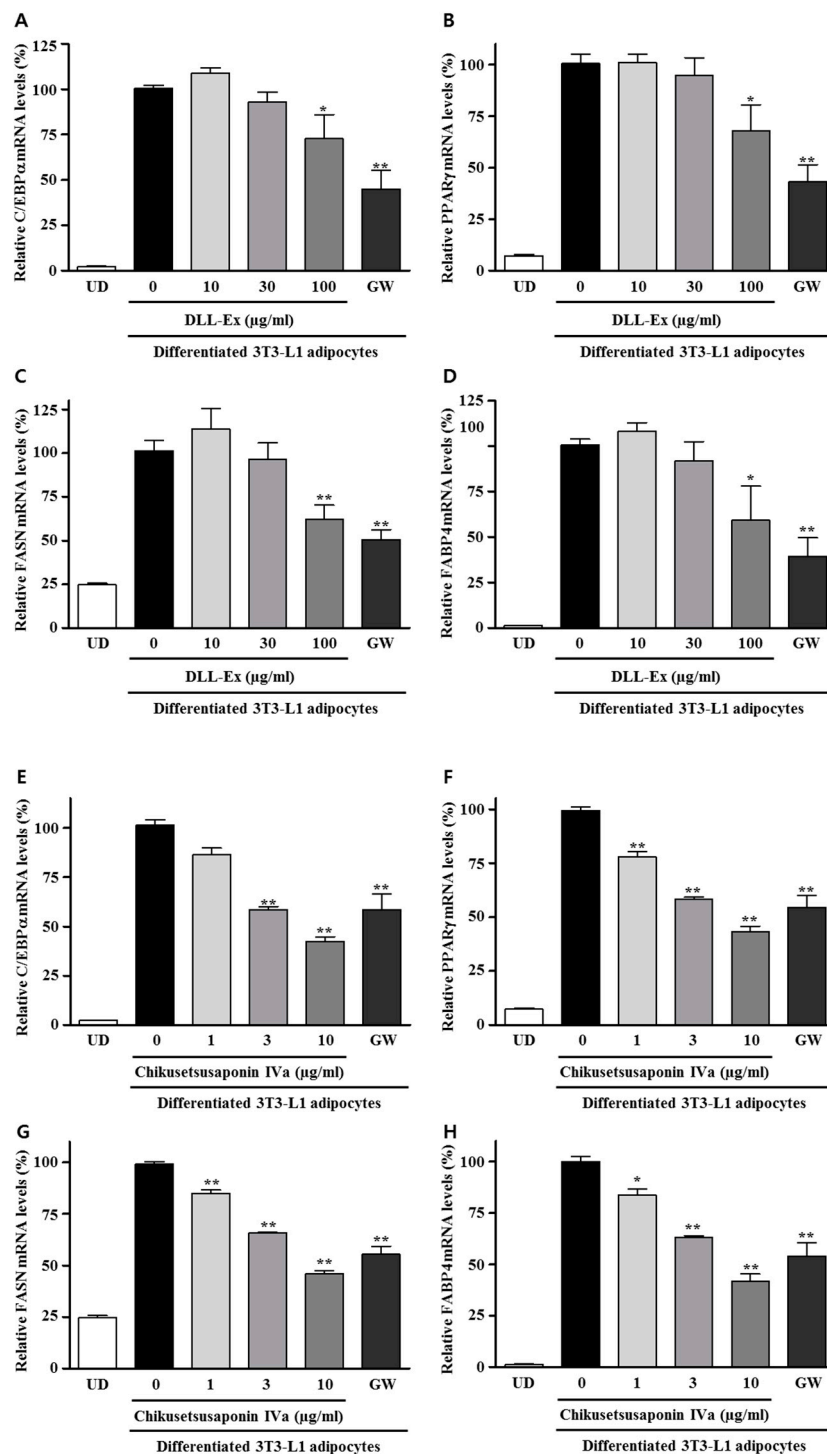 A
Relative C/EBPα mRNA levels (%)
125
100
75
50
25
0
*
**
UD 0 10 30 100 GW
DLL-Ex (µg/ml)
Differentiated 3T3-L1 adipocytes
B
Relative PPARγ mRNA levels (%)
100
75
50
25
0
*
**
UD 0 10 30 100 GW
DLL-Ex (µg/ml)
Differentiated 3T3-L1 adipocytes
C
Relative FASN mRNA levels (%)
125
100
75
50
25
0
**
**
UD 0 10 30 100 GW
DLL-Ex (µg/ml)
Differentiated 3T3-L1 adipocytes
D
Relative FABP4 mRNA levels (%)
125
100
75
50
25
0
*
**
UD 0 10 30 100 GW
DLL-Ex (µg/ml)
Differentiated 3T3-L1 adipocytes
E
Relative C/EBPα mRNA levels (%)
100
75
50
25
0
**
**
**
UD 0 1 3 10 GW
Chikusetsusaponin IVa (µg/ml)
Differentiated 3T3-L1 adipocytes
F
Relative PPARγ mRNA levels (%)
100
75
50
25
0
**
**
**
**
UD 0 1 3 10 GW
Chikusetsusaponin IVa (µg/ml)
Differentiated 3T3-L1 adipocytes
G
Relative FASN mRNA levels (%)
100
75
50
25
0
**
**
**
**
UD 0 1 3 10 GW
Chikusetsusaponin IVa (µg/ml)
Differentiated 3T3-L1 adipocytes
H
Relative FABP4 mRNA levels (%)
100
75
50
25
0
*
**
**
**
UD 0 1 3 10 GW
Chikusetsusaponin IVa (µg/ml)
Differentiated 3T3-L1 adipocytes